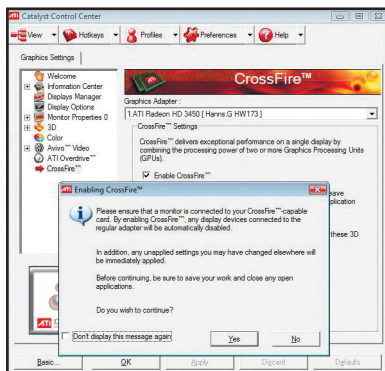 ATI Catalyst Control Center
View
Hotkeys
Profiles
Preferences
Help
Graphics Settings
Welcome
Information Center
Displays Manager
Display Options
Monitor Properties 0
3D
Color
Avivo™ Video
ATI Overdrive™
CrossFire™
CrossFire™
Graphics Adapter :
1.ATI Radeon HD 3450 [ Hanns.G HW173 ]
CrossFire™ Settings
CrossFire™ delivers exceptional performance on a single display by
combining the processing power of two or more Graphics Processing Units
(GPUs).
Enable CrossFire™
ave
plication
these 3D
ATI Enabling CrossFire™
Please ensure that a monitor is connected to your CrossFire™-capable
card. By enabling CrossFire™, any display devices connected to the
regular adapter will be automatically disabled.
In addition, any unapplied settings you may have changed elsewhere will
be immediately applied.
Before continuing, be sure to save your work and close any open
applications.
Do you wish to continue?
Don't display this message again
Yes
No
ATI
Basic...
OK
Apply
Discard
Defaults